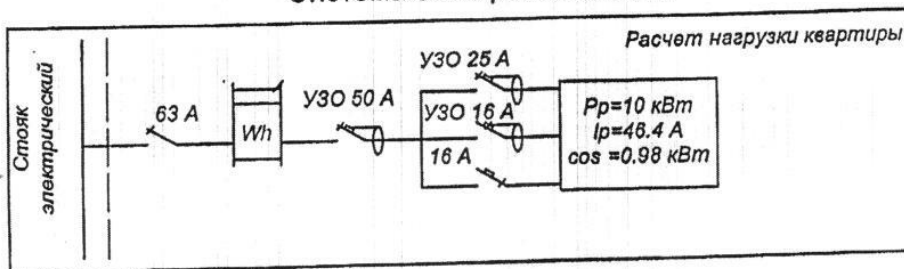 Расчет нагрузки квартиры
Стояк
электрический
63 А
Wh
УЗО 50 А
УЗО 25 А
УЗО 16 А
16 А
Рр=10 кВт
Iр=46.4 А
cos =0.98 кВт